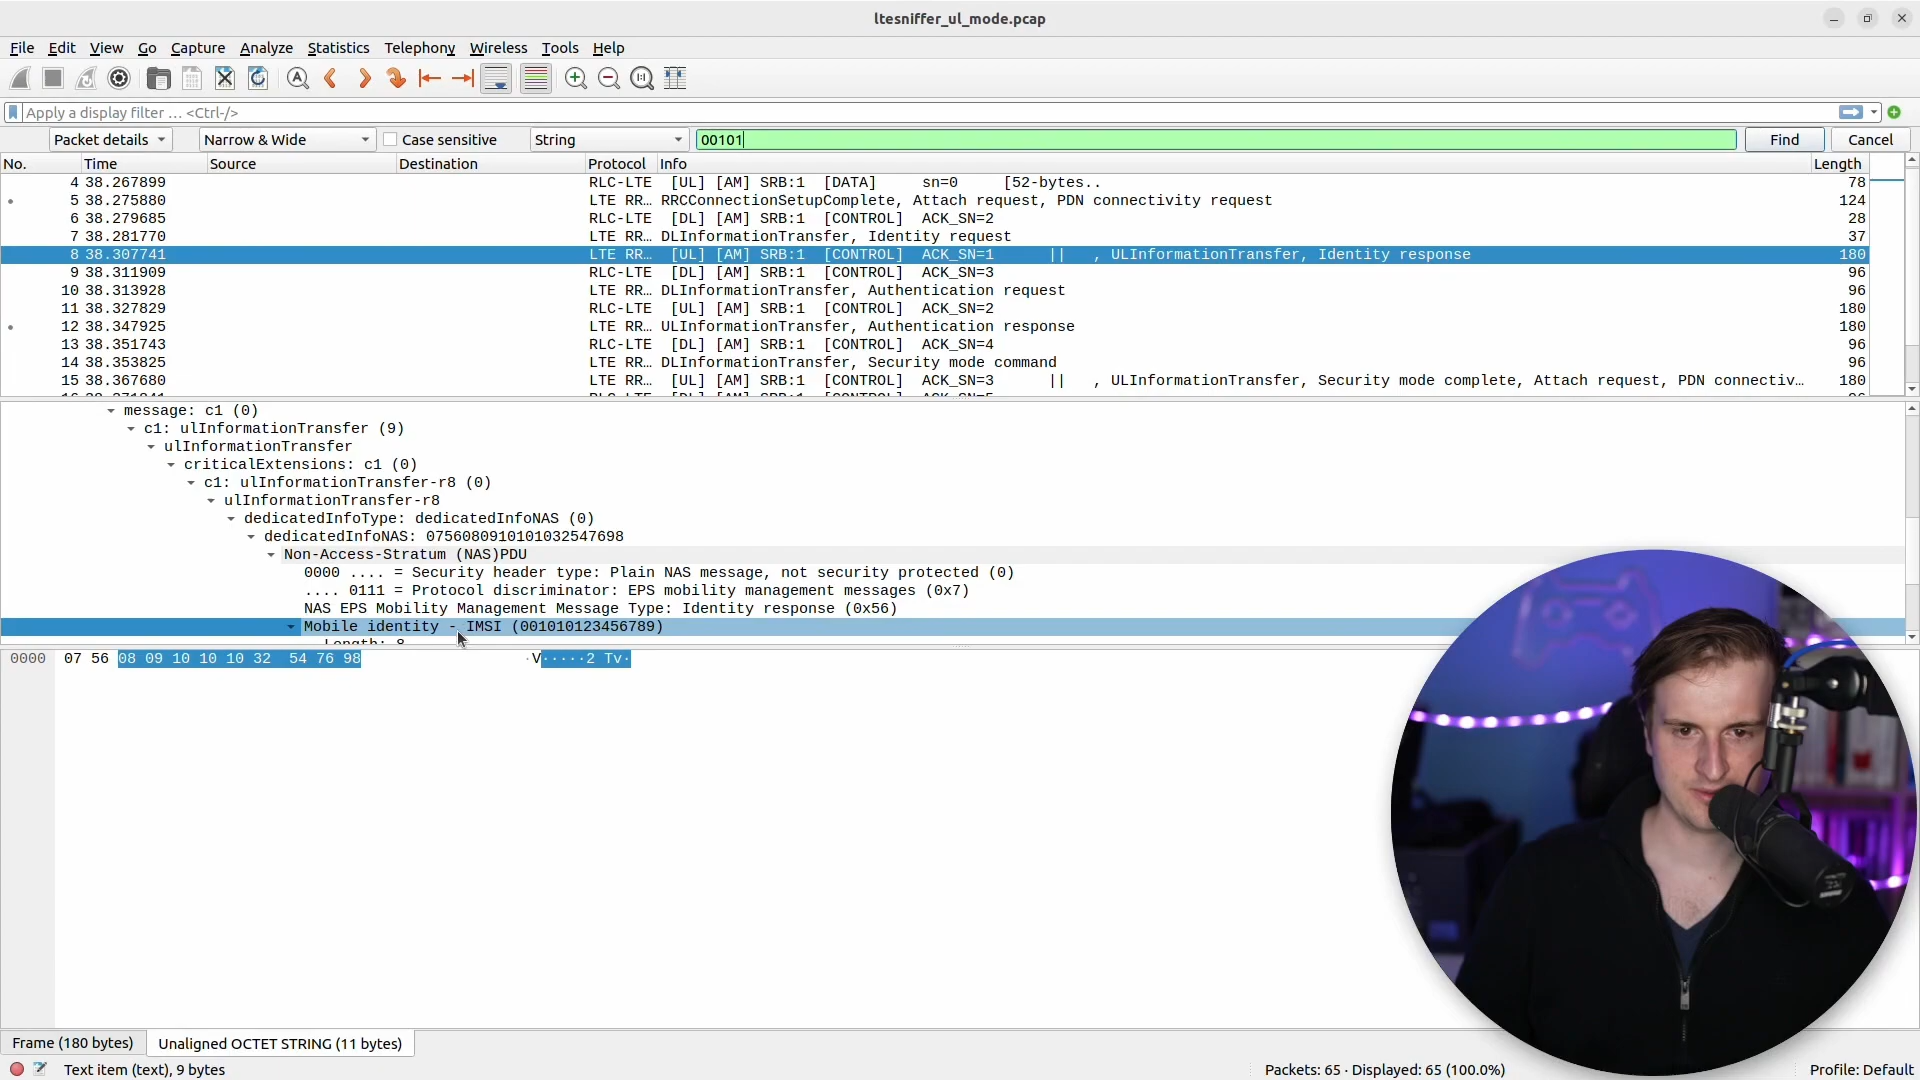 ltesniffer_ul_mode.pcap
File Edit View Go Capture Analyze Statistics Telephony Wireless Tools Help
Apply a display filter … <Ctrl-/>
Packet details Narrow & Wide Case sensitive String 00101 Find Cancel
No. Time Source Destination Protocol Info Length
4 38.267899 RLC-LTE [UL] [AM] SRB:1 [DATA] sn=0 [52-bytes.. 78
5 38.275880 LTE RR… RRCConnectionSetupComplete, Attach request, PDN connectivity request 124
6 38.279685 RLC-LTE [DL] [AM] SRB:1 [CONTROL] ACK_SN=2 28
7 38.281770 LTE RR… DLInformationTransfer, Identity request 37
8 38.307741 LTE RR… [UL] [AM] SRB:1 [CONTROL] ACK_SN=1 || , ULInformationTransfer, Identity response 180
9 38.311909 RLC-LTE [DL] [AM] SRB:1 [CONTROL] ACK_SN=3 96
10 38.313928 LTE RR… DLInformationTransfer, Authentication request 96
11 38.327829 RLC-LTE [UL] [AM] SRB:1 [CONTROL] ACK_SN=2 180
12 38.347925 LTE RR… ULInformationTransfer, Authentication response 180
13 38.351743 RLC-LTE [DL] [AM] SRB:1 [CONTROL] ACK_SN=4 96
14 38.353825 LTE RR… DLInformationTransfer, Security mode command 96
15 38.367680 LTE RR… [UL] [AM] SRB:1 [CONTROL] ACK_SN=3 || , ULInformationTransfer, Security mode complete, Attach request, PDN connectiv… 180
message: c1 (0)
c1: ulInformationTransfer (9)
ulInformationTransfer
criticalExtensions: c1 (0)
c1: ulInformationTransfer-r8 (0)
ulInformationTransfer-r8
dedicatedInfoType: dedicatedInfoNAS (0)
dedicatedInfoNAS: 0756080910101032547698
Non-Access-Stratum (NAS)PDU
0000 .... = Security header type: Plain NAS message, not security protected (0)
.... 0111 = Protocol discriminator: EPS mobility management messages (0x7)
NAS EPS Mobility Management Message Type: Identity response (0x56)
Mobile identity - IMSI (001010123456789)
Length: 8
0000 07 56 08 09 10 10 10 32 54 76 98 ·V·····2 Tv·
Frame (180 bytes) Unaligned OCTET STRING (11 bytes)
Text item (text), 9 bytes Packets: 65 · Displayed: 65 (100.0%) Profile: Default